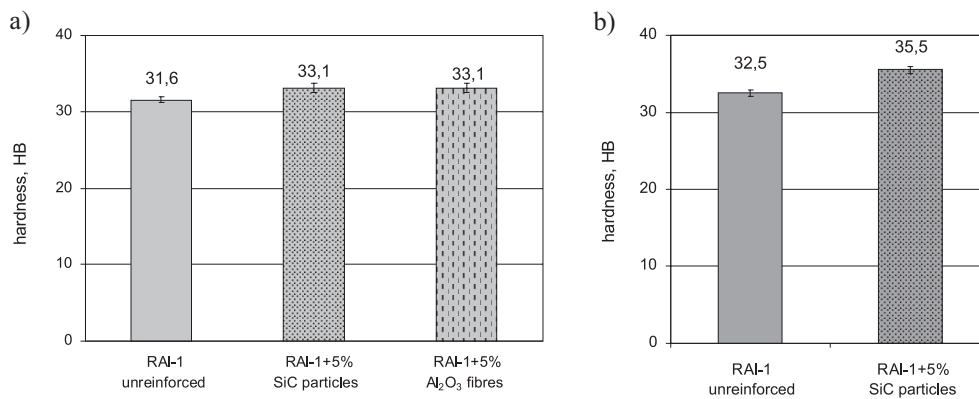 a)
hardness, HB
40
30
20
10
0
31,6
33,1
33,1
RAl-1
unreinforced
RAl-1+5%
SiC particles
RAl-1+5%
Al₂O₃ fibres
b)
hardness, HB
40
30
20
10
0
32,5
35,5
RAl-1
unreinforced
RAl-1+5%
SiC particles